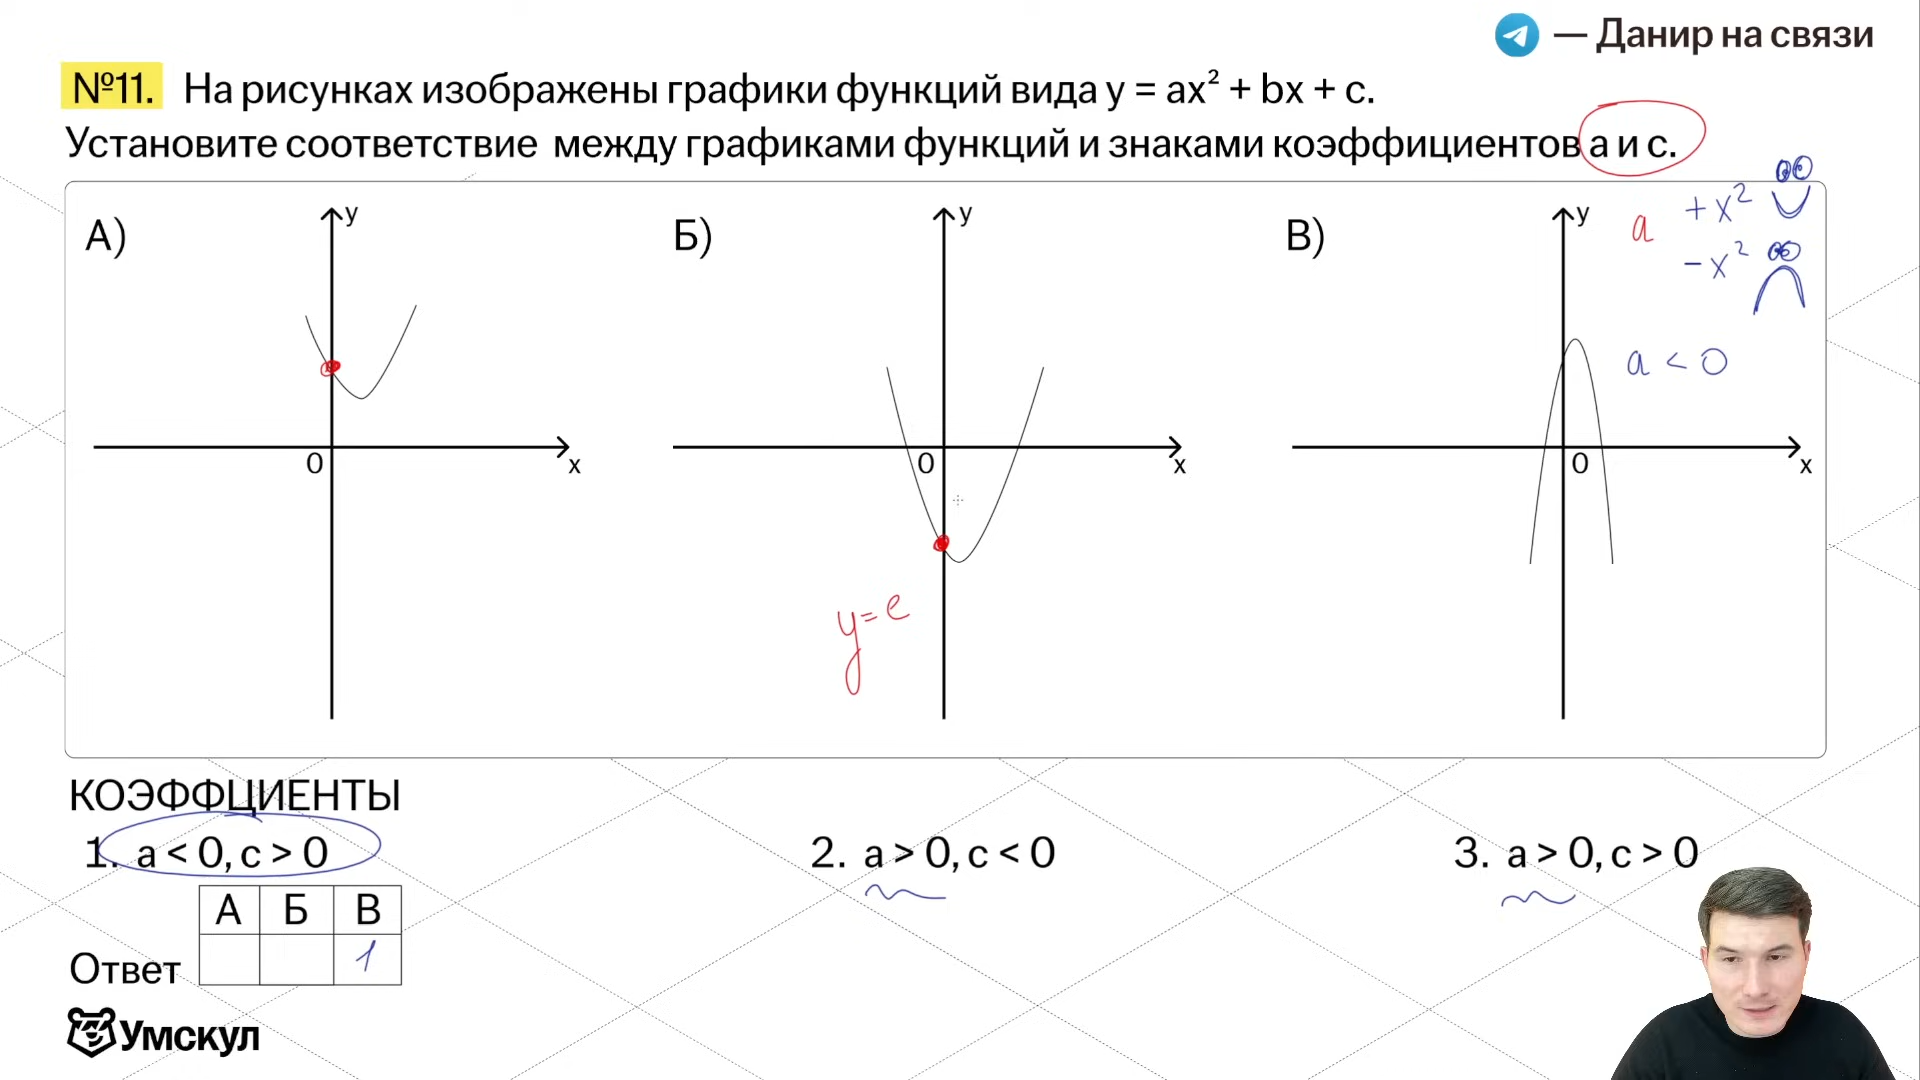 — Данир на связи
№11. На рисунках изображены графики функций вида y = ax² + bx + c.
Установите соответствие между графиками функций и знаками коэффициентов a и c.
А) y 0 x
Б) y 0 x
y = c
В) y 0 x
a + x²
− x²
a < 0
КОЭФФЦИЕНТЫ
1. a < 0, c > 0
2. a > 0, c < 0
3. a > 0, c > 0
А Б В
Ответ 1
Умскул